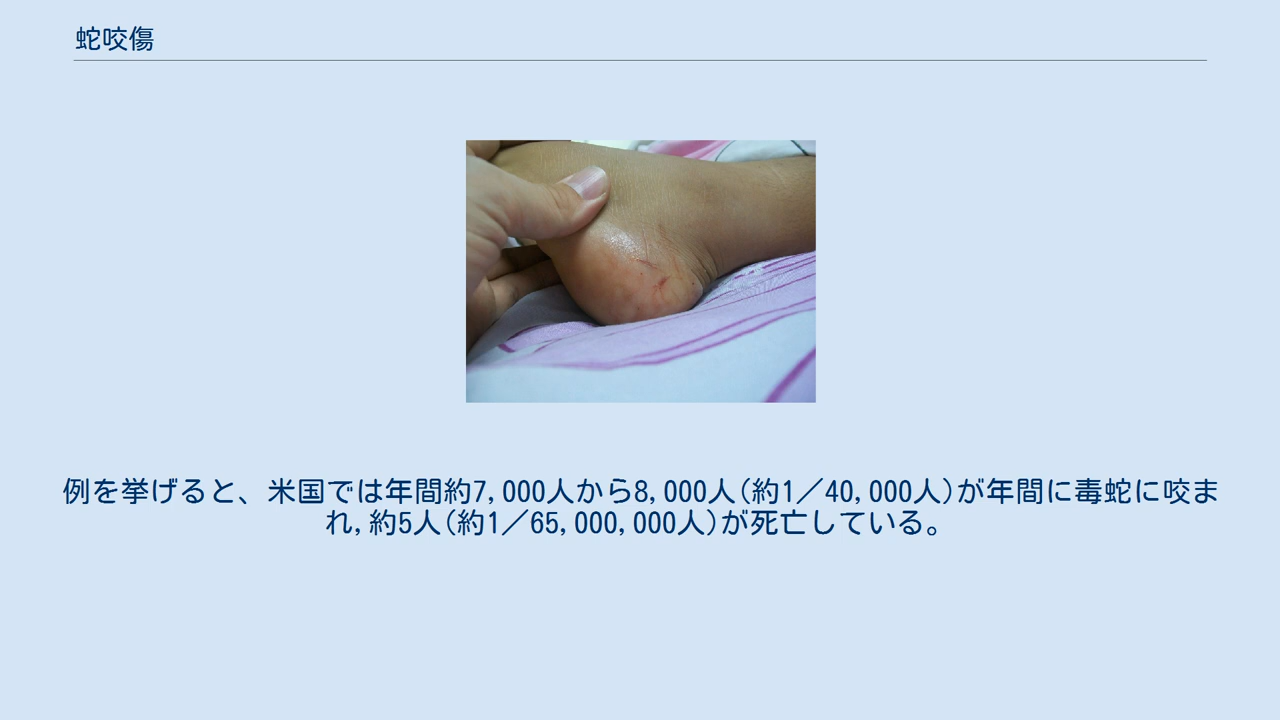 蛇咬傷
例を挙げると、米国では年間約7,000人から8,000人(約1／40,000人)が年間に毒蛇に咬ま
れ,約5人(約1／65,000,000人)が死亡している。